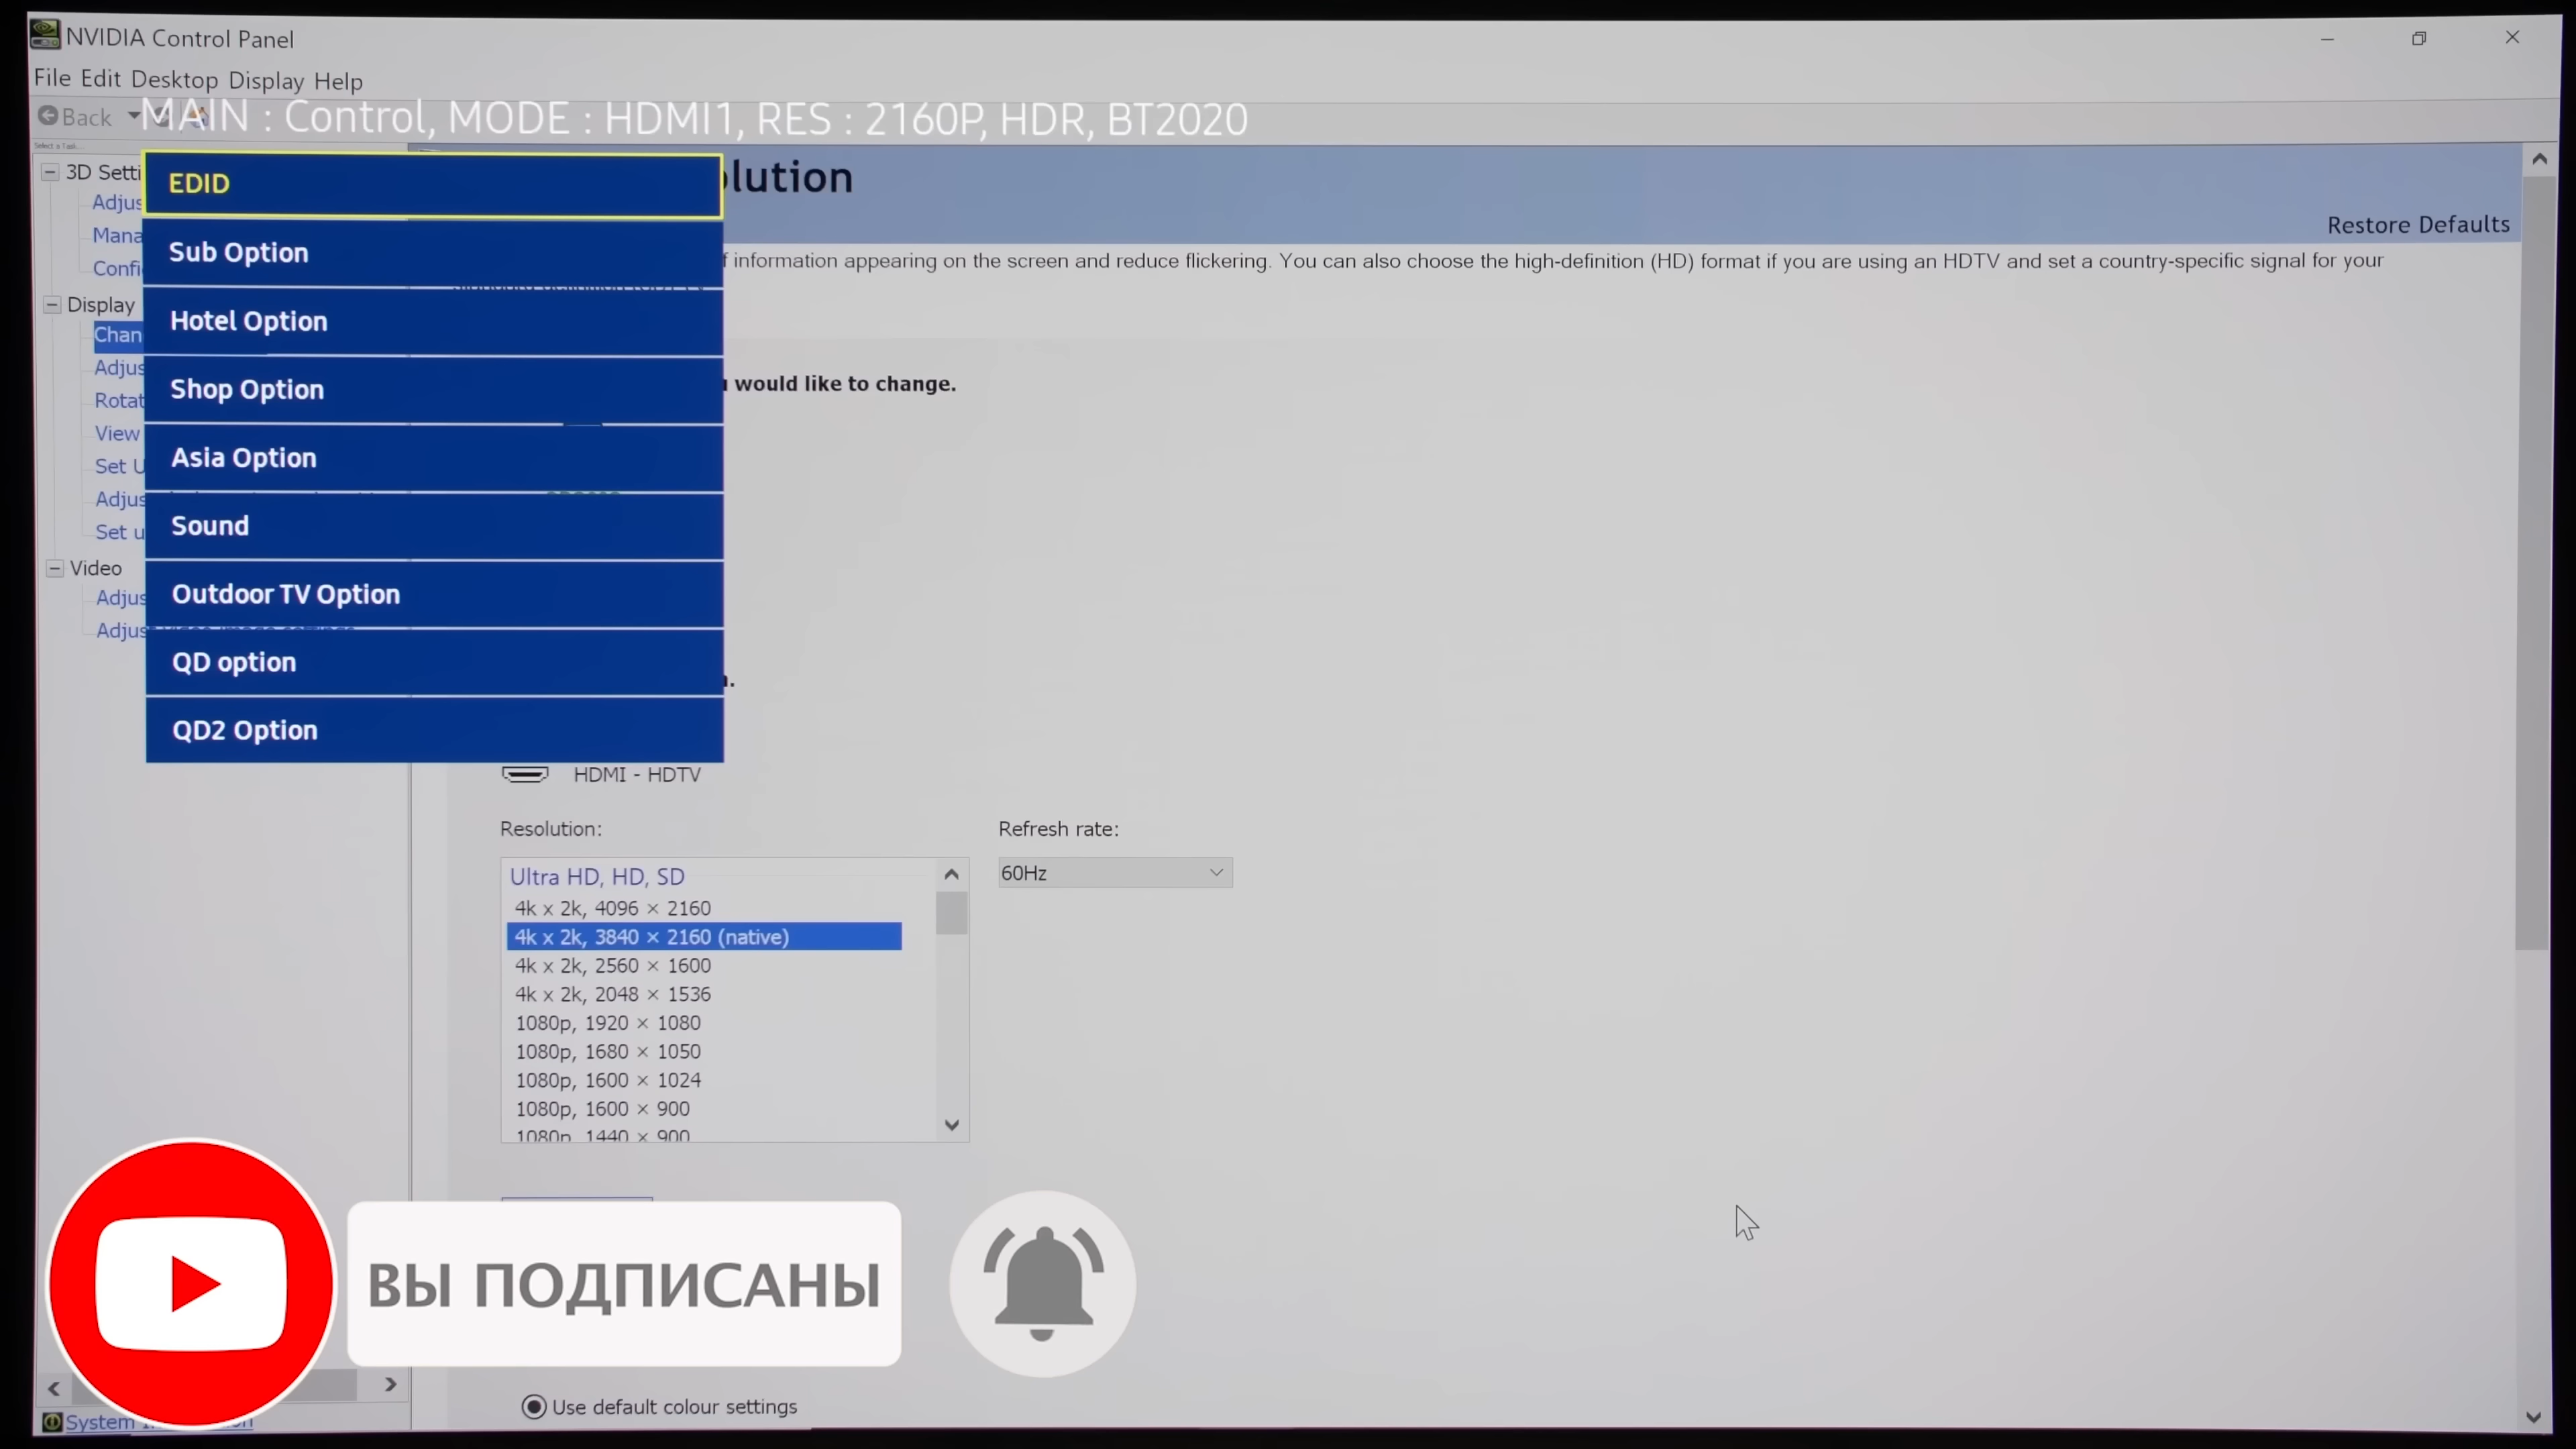 NVIDIA Control Panel
File Edit Desktop Display Help
Back
MAIN : Control, MODE : HDMI1, RES : 2160P, HDR, BT2020
Select a Task...
3D Setti
Adjus
Mana
Confi
Display
Chan
Adjus
Rotat
View
Set U
Adjus
Set u
Video
Adjus
Adjus
EDID
Sub Option
Hotel Option
Shop Option
Asia Option
Sound
Outdoor TV Option
QD option
QD2 Option
lution
Restore Defaults
f information appearing on the screen and reduce flickering. You can also choose the high-definition (HD) format if you are using an HDTV and set a country-specific signal for your
u would like to change.
HDMI - HDTV
Resolution:
Refresh rate:
60Hz
Ultra HD, HD, SD
4k x 2k, 4096 × 2160
4k x 2k, 3840 × 2160 (native)
4k x 2k, 2560 × 1600
4k x 2k, 2048 × 1536
1080p, 1920 × 1080
1080p, 1680 × 1050
1080p, 1600 × 1024
1080p, 1600 × 900
1080p, 1440 × 900
ВЫ ПОДПИСАНЫ
Use default colour settings
System